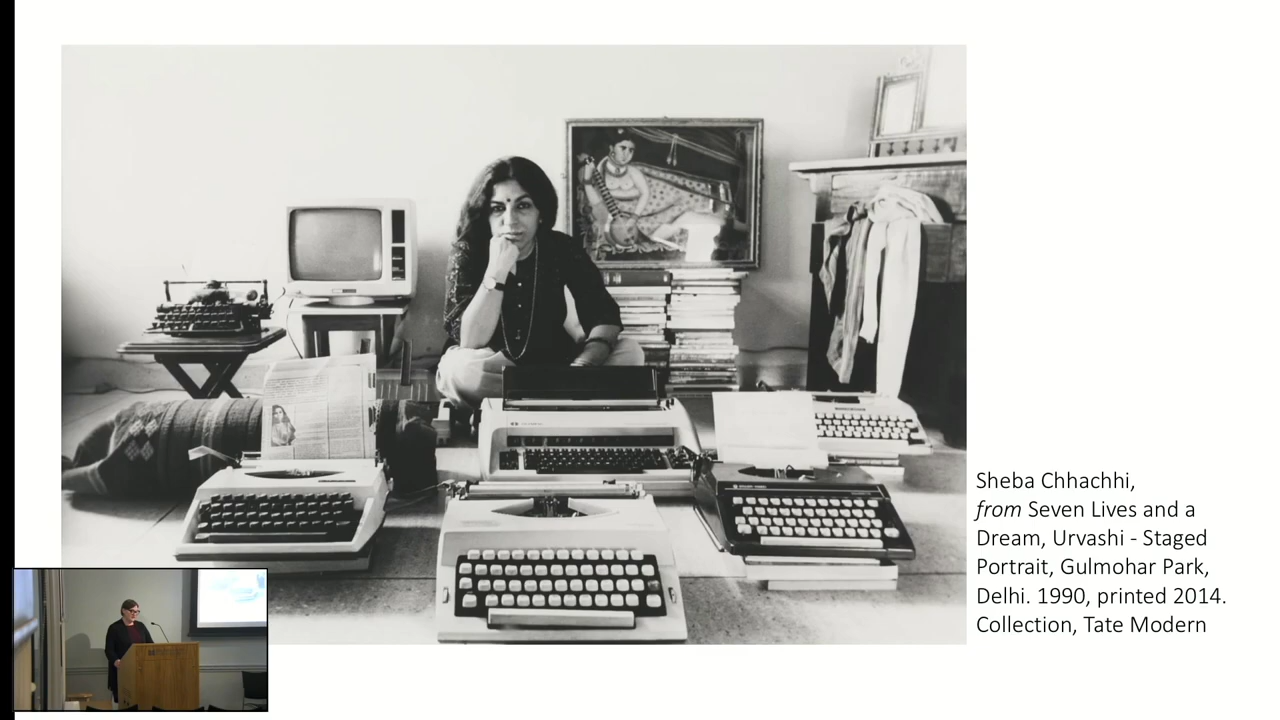 Sheba Chhachhi,
from Seven Lives and a
Dream, Urvashi - Staged
Portrait, Gulmohar Park,
Delhi. 1990, printed 2014.
Collection, Tate Modern